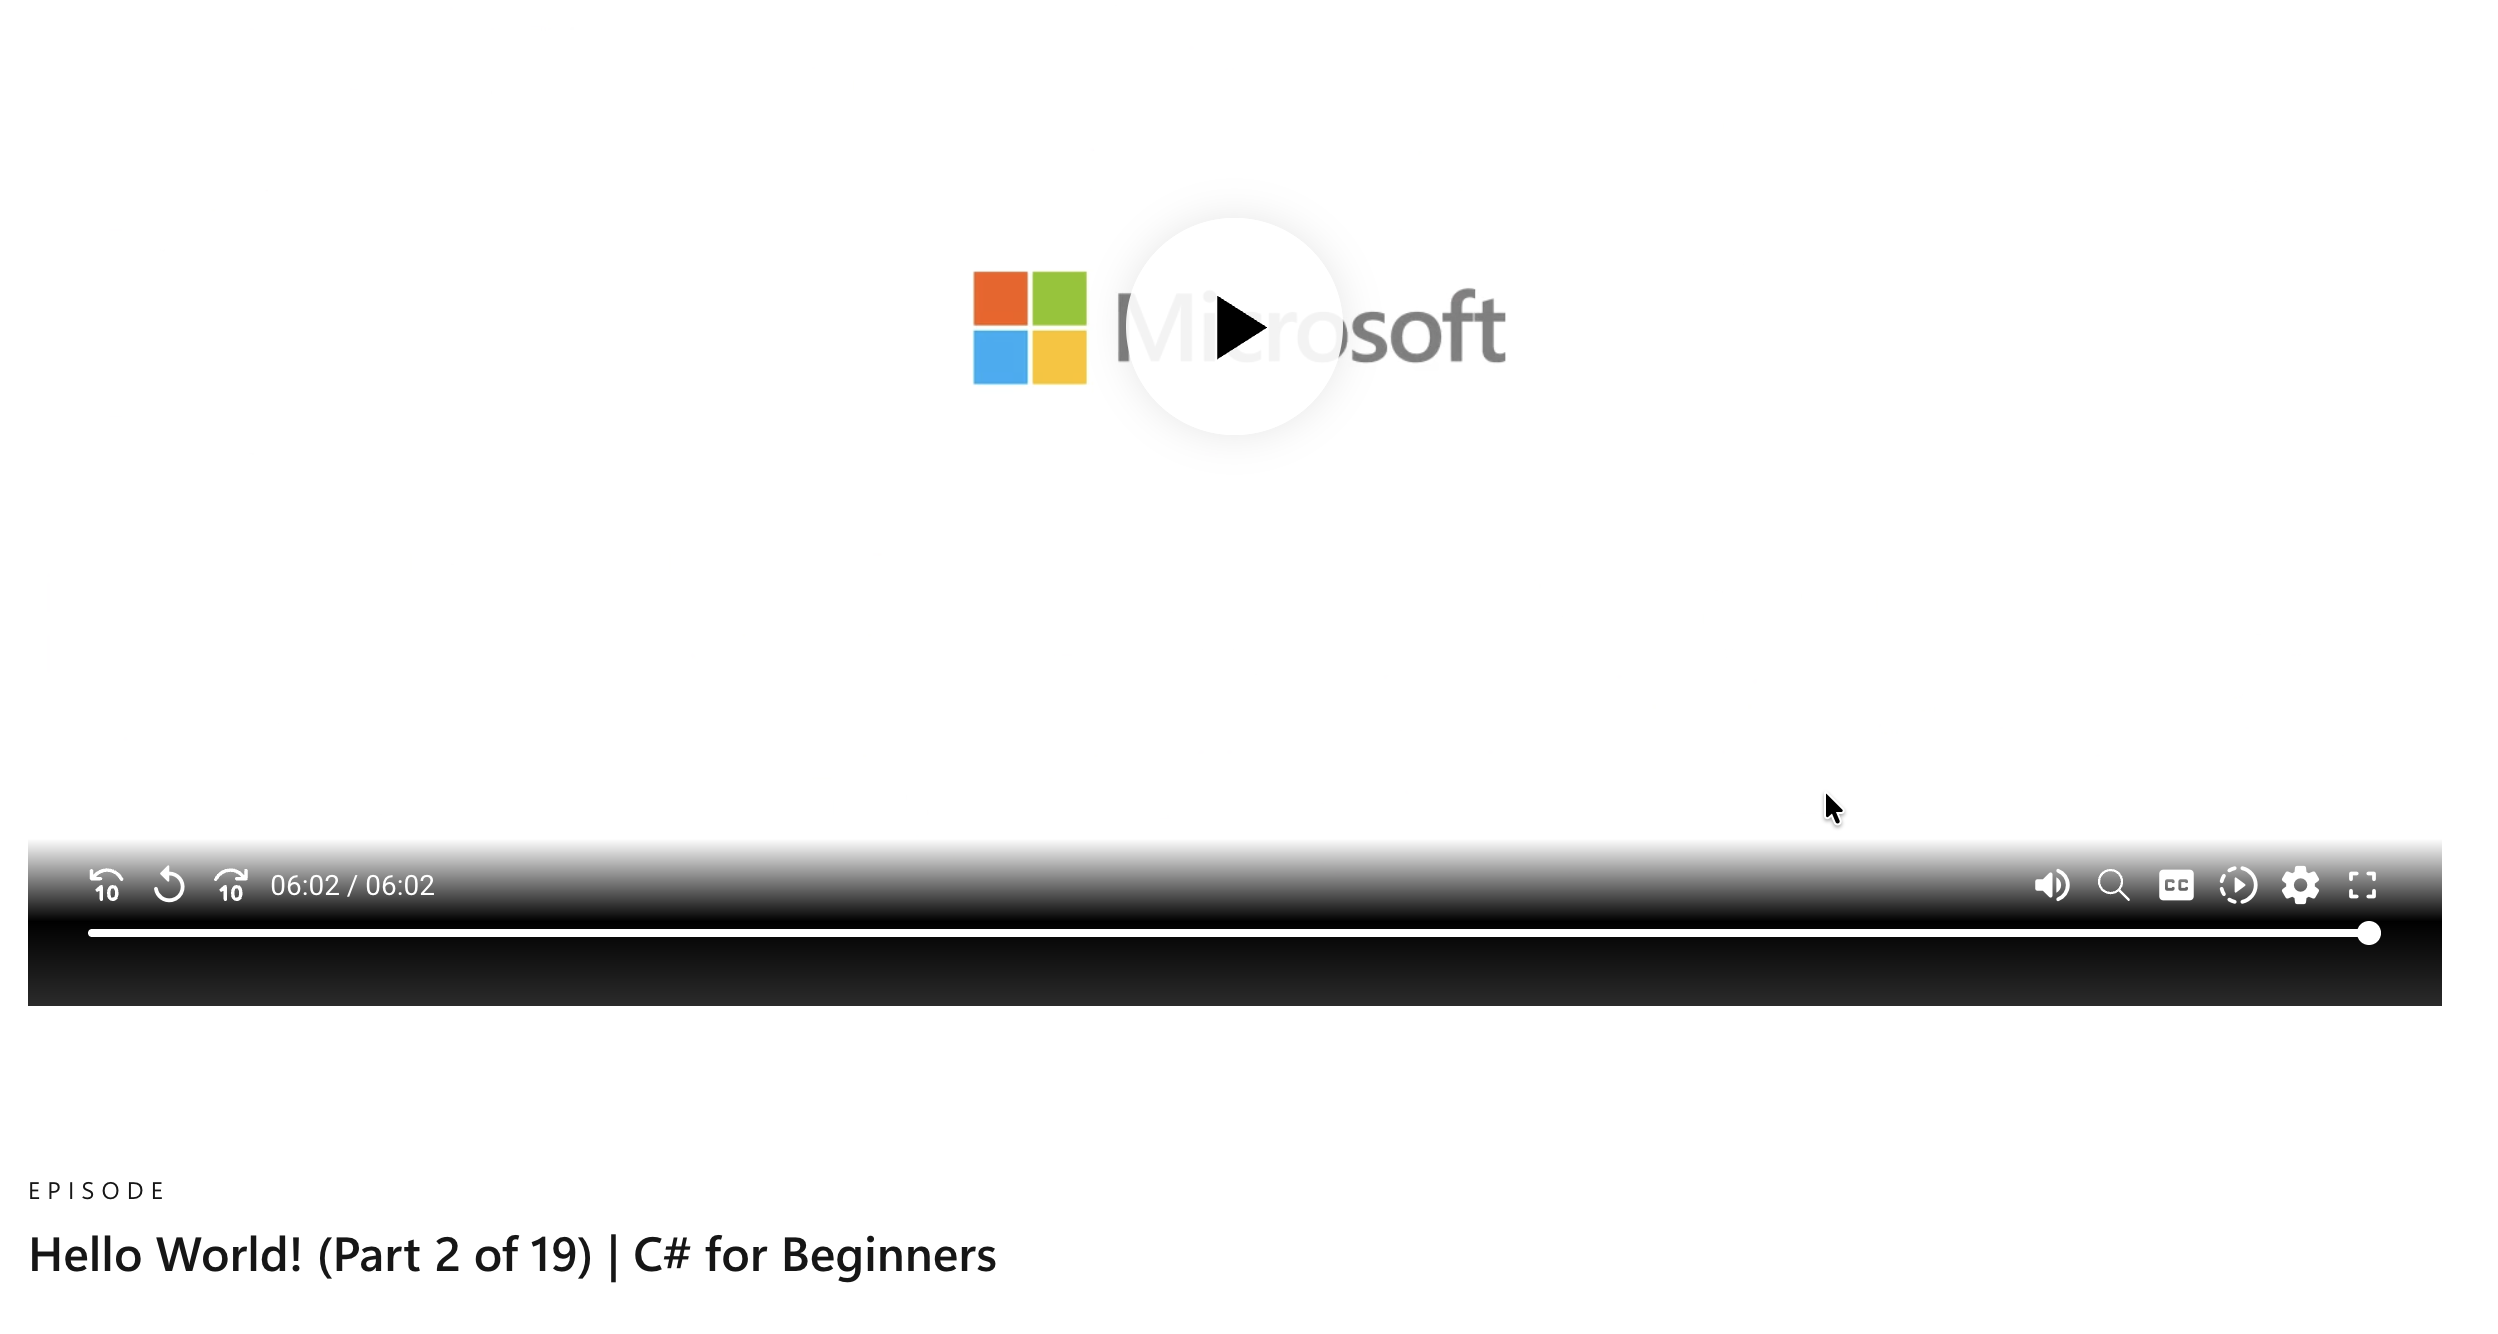 Microsoft
10
10
06:02 / 06:02
CC
EPISODE
Hello World! (Part 2 of 19) | C# for Beginners